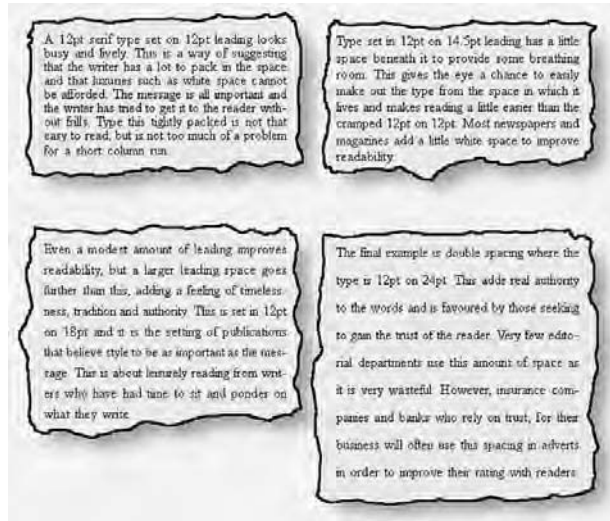 A 12pt serif type set on 12pt leading looks
busy and lively. This is a way of suggesting
that the writer has a lot to pack in the space
and that luxuries such as white space cannot
be afforded. The message is all important and
the writer has tried to get it to the reader with-
out frills. Type this tightly packed is not that
easy to read, but is not too much of a problem
for a short column run.
Type set in 12pt on 14.5pt leading has a little
space beneath it to provide some breathing
room. This gives the eye a chance to easily
make out the type from the space in which it
lives and makes reading a little easier than the
cramped 12pt on 12pt. Most newspapers and
magazines add a little white space to improve
readability.
Even a modest amount of leading improves
readability, but a larger leading space goes
further than this, adding a feeling of timeless-
ness, tradition and authority. This is set in 12pt
on 18pt and it is the setting of publications
that believe style to be as important as the mes-
sage. This is about leisurely reading from writ-
ers who have had time to sit and ponder on
what they write.
The final example is double spacing where the
type is 12pt on 24pt. This adds real authority
to the words and is favoured by those seeking
to gain the trust of the reader. Very few edito-
rial departments use this amount of space as
it is very wasteful. However, insurance com-
panies and banks who rely on trust, for their
business will often use this spacing in adverts
in order to improve their rating with readers.